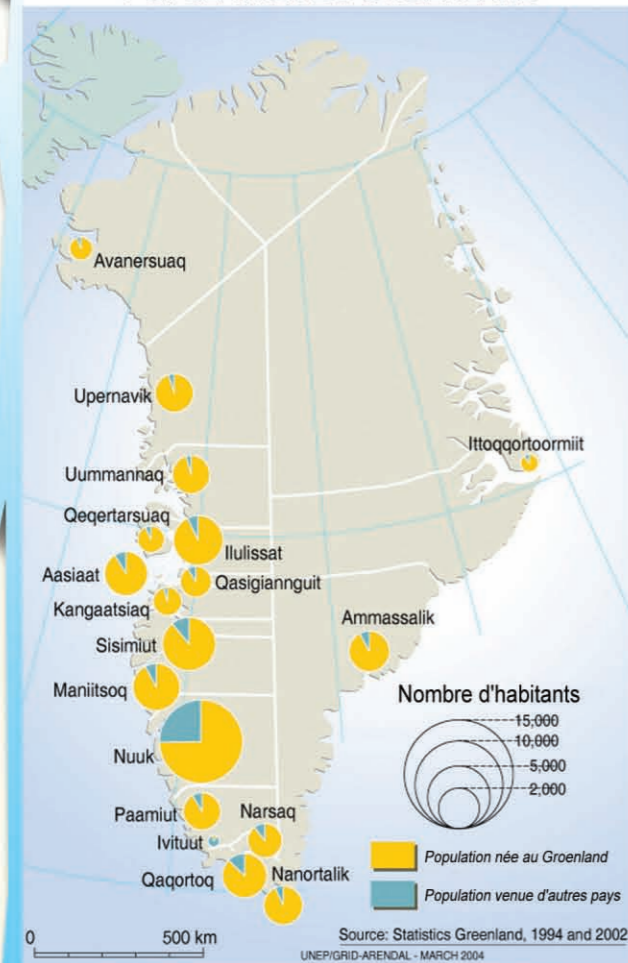 Avanersuaq
Upernavik
Ittoqqortoormiit
Uummannaq
Qeqertarsuaq
Ilulissat
Aasiaat
Qasigiannguit
Kangaatsiaq
Ammassalik
Sisimiut
Maniitsoq
Nombre d'habitants
15,000
10,000
5,000
2,000
Nuuk
Paamiut
Narsaq
Ivituut
Qaqortoq
Nanortalik
Population née au Groenland
Population venue d'autres pays
0
500 km
Source: Statistics Greenland, 1994 and 2002
UNEP/GRID-ARENDAL - MARCH 2004